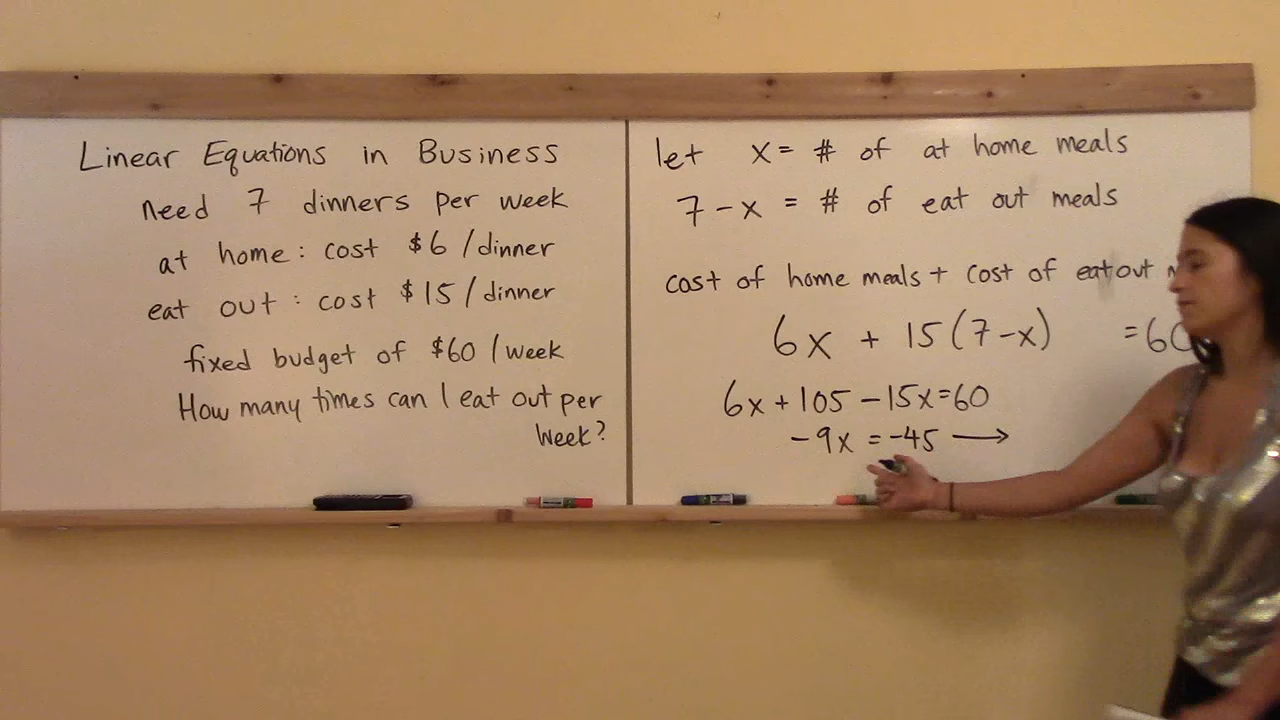 Linear Equations in Business
need 7 dinners per week
at home: cost $6 /dinner
eat out: cost $15 / dinner
fixed budget of $60 /week
How many times can I eat out per
week?
let x = # of at home meals
7 - x = # of eat out meals
cost of home meals + cost of eat out
6x + 15(7-x) = 60
6x + 105 - 15x = 60
-9x = -45 →